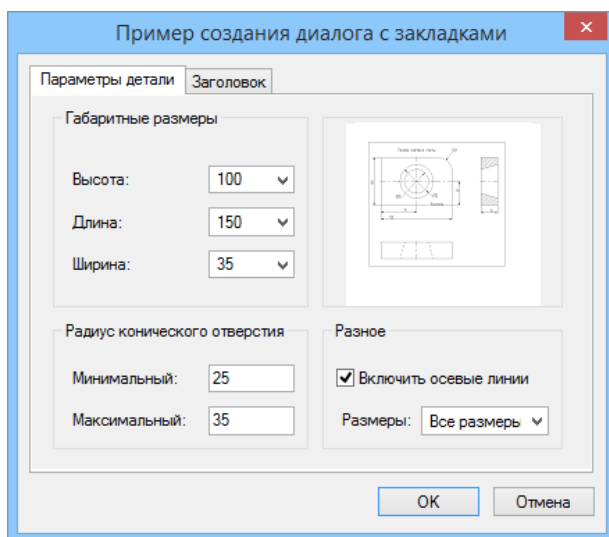 Пример создания диалога с закладками
Параметры детали
Заголовок
Габаритные размеры
Высота: 100
Длина: 150
Ширина: 35
Радиус конического отверстия
Минимальный: 25
Максимальный: 35
Разное
Включить осевые линии
Размеры: Все размеры
OK
Отмена